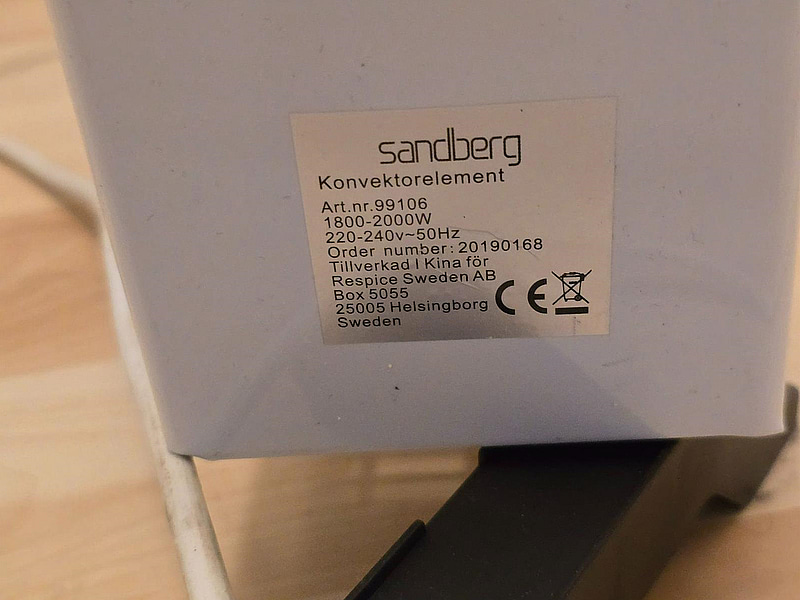 sandberg
Konvektorelement
Art.nr.99106
1800-2000W
220-240v~50Hz
Order number: 20190168
Tillverkad I Kina för
Respice Sweden AB
Box 5055
25005 Helsingborg
Sweden
CE